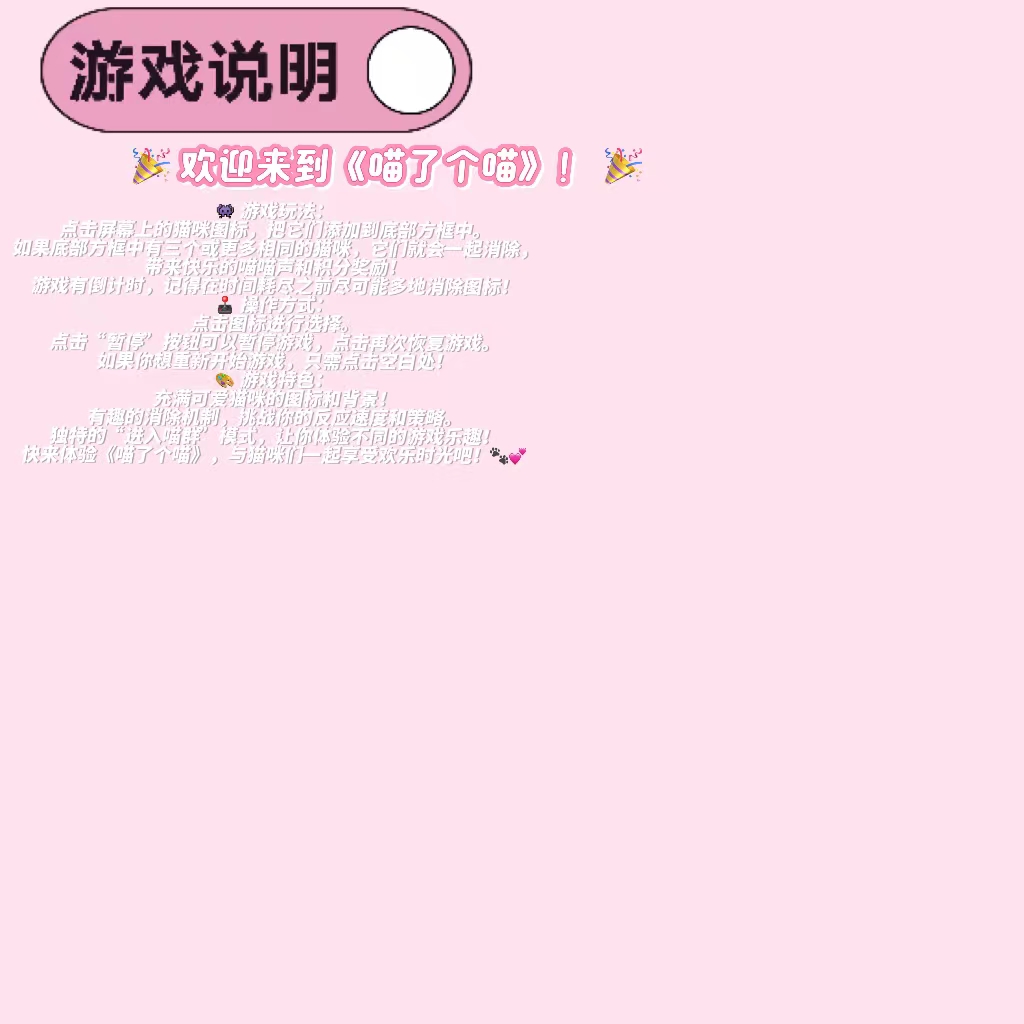 游戏说明
🎉 欢迎来到《喵了个喵》！ 🎉
👾 游戏玩法：
点击屏幕上的猫咪图标，把它们添加到底部方框中。
如果底部方框中有三个或更多相同的猫咪，它们就会一起消除，
带来快乐的喵喵声和积分奖励！
游戏有倒计时，记得在时间耗尽之前尽可能多地消除图标！
🕹️ 操作方式：
点击图标进行选择。
点击“暂停”按钮可以暂停游戏，点击再次恢复游戏。
如果你想重新开始游戏，只需点击空白处！
🎨 游戏特色：
充满可爱猫咪的图标和背景！
有趣的消除机制，挑战你的反应速度和策略。
独特的“进入喵群”模式，让你体验不同的游戏乐趣！
快来体验《喵了个喵》，与猫咪们一起享受欢乐时光吧！🐾💕